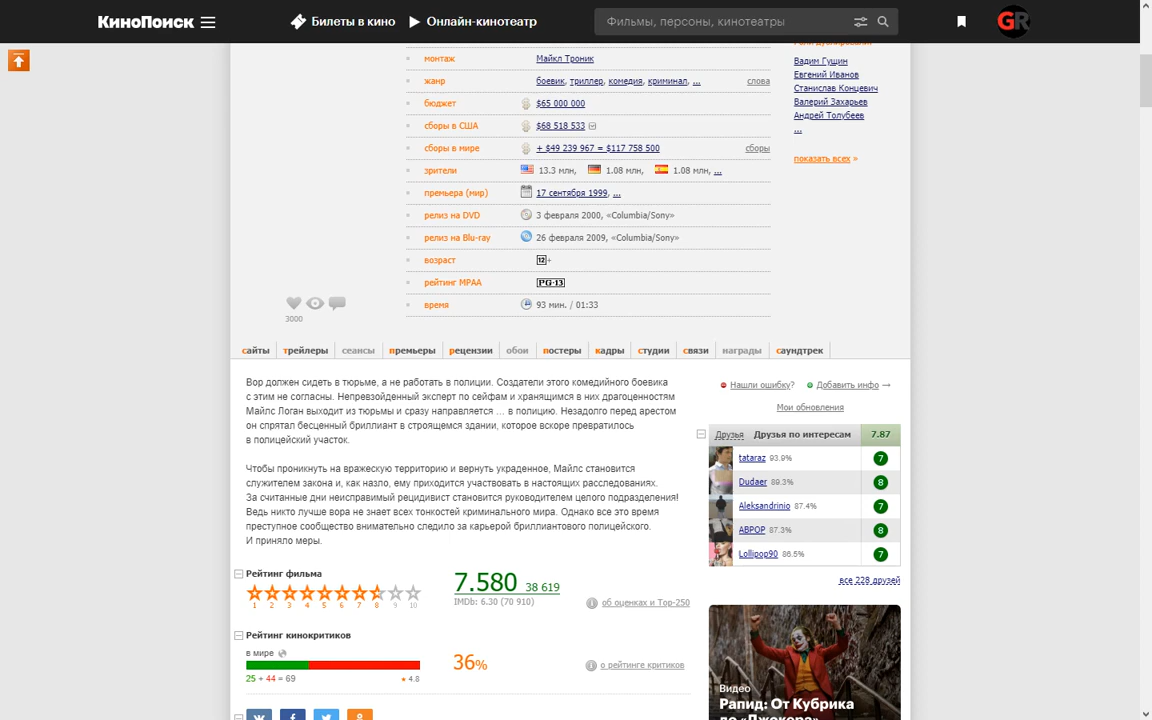 КиноПоиск
Билеты в кино
Онлайн-кинотеатр
Фильмы, персоны, кинотеатры
GR
монтаж Майкл Троник
жанр боевик, триллер, комедия, криминал, ... слова
бюджет $65 000 000
сборы в США $68 518 533
сборы в мире + $49 239 967 = $117 758 500 сборы
зрители 13.3 млн, 1.08 млн, 1.08 млн, ...
премьера (мир) 17 сентября 1999, ...
релиз на DVD 3 февраля 2000, «Columbia/Sony»
релиз на Blu-ray 26 февраля 2009, «Columbia/Sony»
возраст 12+
рейтинг MPAA PG-13
время 93 мин. / 01:33
Вадим Гущин
Евгений Иванов
Станислав Концевич
Валерий Захарьев
Андрей Толубеев
...
показать всех »
3000
сайты трейлеры сеансы премьеры рецензии обои постеры кадры студии связи награды саундтрек
Вор должен сидеть в тюрьме, а не работать в полиции. Создатели этого комедийного боевика
с этим не согласны. Непревзойденный эксперт по сейфам и хранящимся в них драгоценностям
Майлс Логан выходит из тюрьмы и сразу направляется ... в полицию. Незадолго перед арестом
он спрятал бесценный бриллиант в строящемся здании, которое вскоре превратилось
в полицейский участок.
Чтобы проникнуть на вражескую территорию и вернуть украденное, Майлс становится
служителем закона и, как назло, ему приходится участвовать в настоящих расследованиях.
За считанные дни неисправимый рецидивист становится руководителем целого подразделения!
Ведь никто лучше вора не знает всех тонкостей криминального мира. Однако все это время
преступное сообщество внимательно следило за карьерой бриллиантового полицейского.
И приняло меры.
Нашли ошибку? Добавить инфо →
Мои обновления
Друзья Друзья по интересам 7.87
tataraz 93.9% 7
Dudaer 89.3% 8
Aleksandrinio 87.4% 7
ABPOP 87.3% 8
Lollipop90 86.5% 7
все 228 друзей
Рейтинг фильма
1 2 3 4 5 6 7 8 9 10
7.580 38 619
IMDb: 6.30 (70 910)
об оценках и Top-250
Рейтинг кинокритиков
в мире
25 + 44 = 69 4.8
36%
о рейтинге критиков
Видео
Рапид: От Кубрика
до «Джокера»